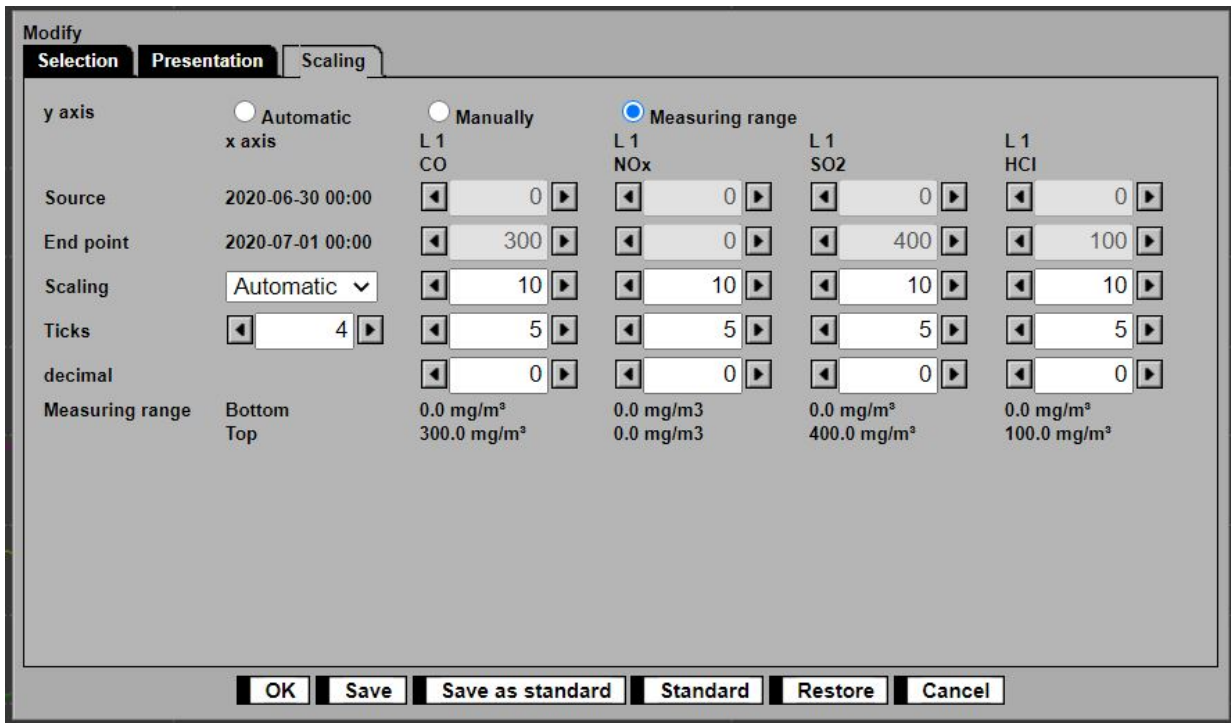 Modify
Selection Presentation Scaling
y axis Automatic Manually Measuring range
x axis L 1 L 1 L 1 L 1
CO NOx SO2 HCl
Source 2020-06-30 00:00 0 0 0 0
End point 2020-07-01 00:00 300 0 400 100
Scaling Automatic 10 10 10 10
Ticks 4 5 5 5 5
decimal 0 0 0 0
Measuring range Bottom 0.0 mg/m³ 0.0 mg/m3 0.0 mg/m³ 0.0 mg/m³
Top 300.0 mg/m³ 0.0 mg/m3 400.0 mg/m³ 100.0 mg/m³
OK Save Save as standard Standard Restore Cancel